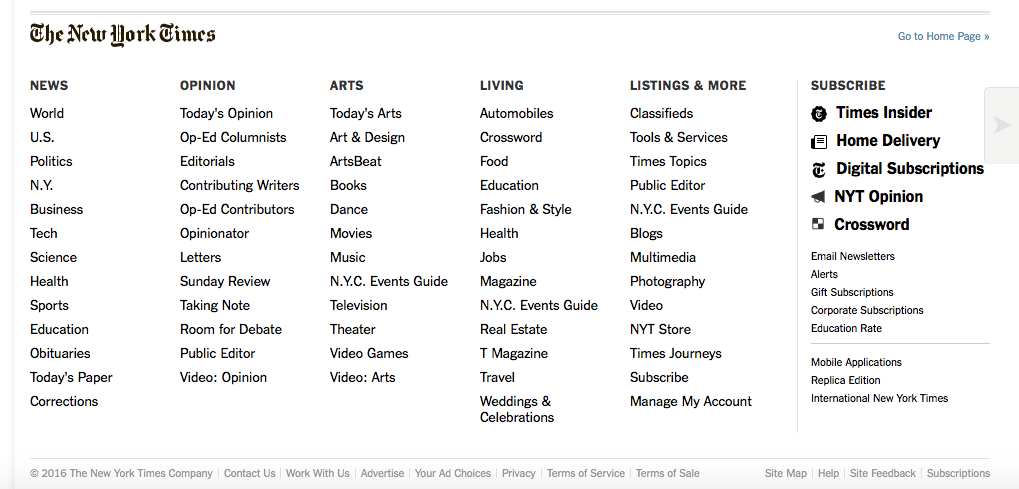 The New York Times
Go to Home Page »
NEWS
World
U.S.
Politics
N.Y.
Business
Tech
Science
Health
Sports
Education
Obituaries
Today's Paper
Corrections
OPINION
Today's Opinion
Op-Ed Columnists
Editorials
Contributing Writers
Op-Ed Contributors
Opinionator
Letters
Sunday Review
Taking Note
Room for Debate
Public Editor
Video: Opinion
ARTS
Today's Arts
Art & Design
ArtsBeat
Books
Dance
Movies
Music
N.Y.C. Events Guide
Television
Theater
Video Games
Video: Arts
LIVING
Automobiles
Crossword
Food
Education
Fashion & Style
Health
Jobs
Magazine
N.Y.C. Events Guide
Real Estate
T Magazine
Travel
Weddings &
Celebrations
LISTINGS & MORE
Classifieds
Tools & Services
Times Topics
Public Editor
N.Y.C. Events Guide
Blogs
Multimedia
Photography
Video
NYT Store
Times Journeys
Subscribe
Manage My Account
SUBSCRIBE
Times Insider
Home Delivery
Digital Subscriptions
NYT Opinion
Crossword
Email Newsletters
Alerts
Gift Subscriptions
Corporate Subscriptions
Education Rate
Mobile Applications
Replica Edition
International New York Times
© 2016 The New York Times Company | Contact Us | Work With Us | Advertise | Your Ad Choices | Privacy | Terms of Service | Terms of Sale
Site Map | Help | Site Feedback | Subscriptions